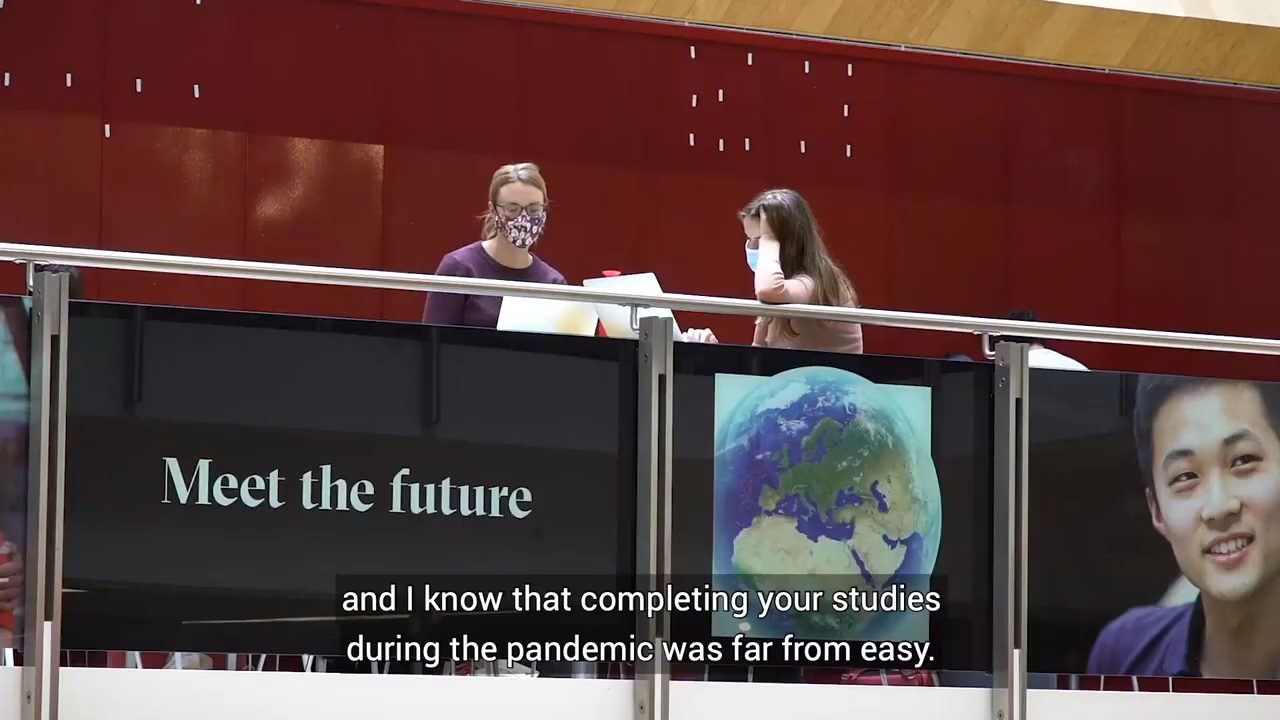 Meet the future
and I know that completing your studies
during the pandemic was far from easy.